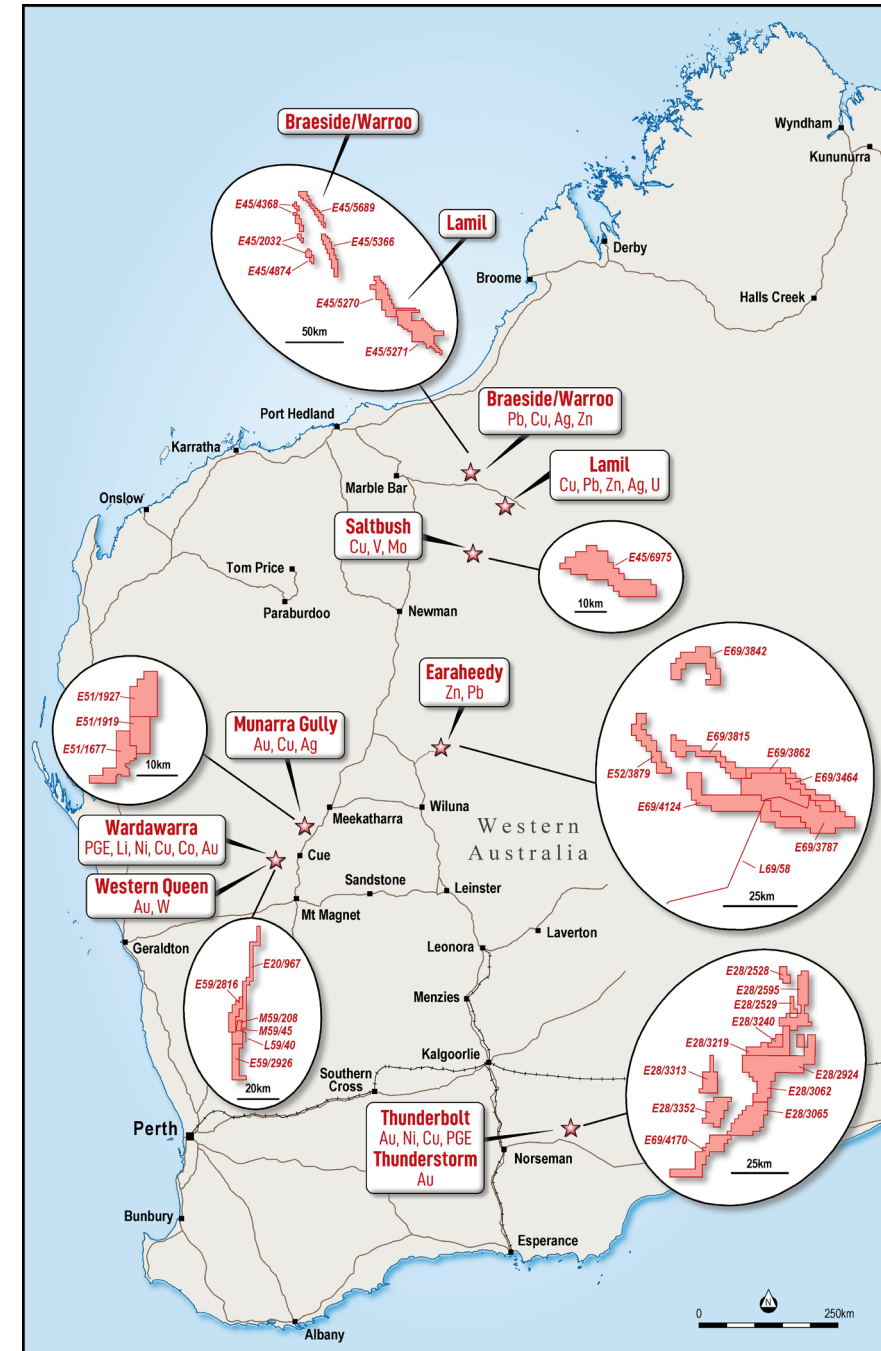 Braeside/Warroo
Wyndham
Kununurra
E45/4368
E45/5689
E45/2032
E45/5366
E45/4874
Lamil
Derby
Broome
E45/5270
Halls Creek
50km
E45/5271
Braeside/Warroo
Pb, Cu, Ag, Zn
Port Hedland
Karratha
Lamil
Cu, Pb, Zn, Ag, U
Marble Bar
Onslow
Saltbush
Cu, V, Mo
E45/6975
10km
Tom Price
Paraburdoo
Newman
E69/3842
Earaheedy
Zn, Pb
E51/1927
E51/1919
E51/1677
10km
Munarra Gully
Au, Cu, Ag
E69/3815
E69/3862
E52/3879
E69/3464
E69/4124
E69/3787
L69/58
25km
Meekatharra
Wiluna
Wardawarra
PGE, Li, Ni, Cu, Co, Au
Western
Australia
Cue
Western Queen
Au, W
Sandstone
Leinster
Mt Magnet
Geraldton
Laverton
Leonora
E20/967
E59/2816
M59/208
M59/45
L59/40
E59/2926
20km
Menzies
E28/2528
E28/2595
E28/2529
E28/3240
E28/3219
E28/3313
E28/2924
E28/3062
E28/3352
E28/3065
E69/4170
25km
Kalgoorlie
Southern
Cross
Perth
Thunderbolt
Au, Ni, Cu, PGE
Thunderstorm
Au
Norseman
Bunbury
Esperance
Albany
N
0
250km